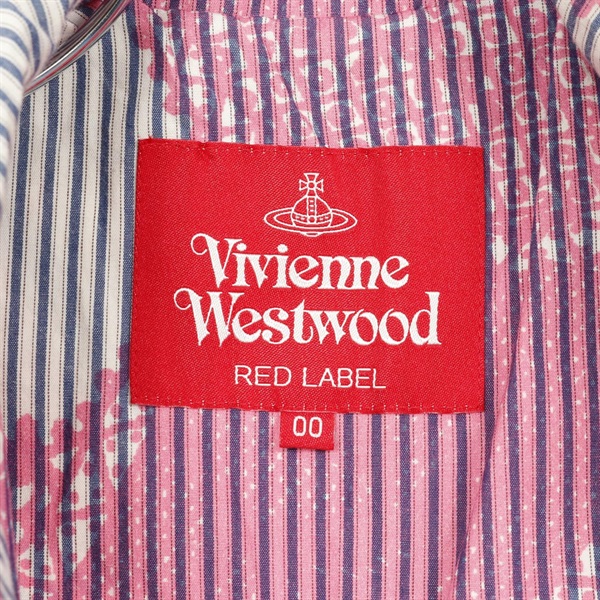 Vivienne
Westwood
RED LABEL
00